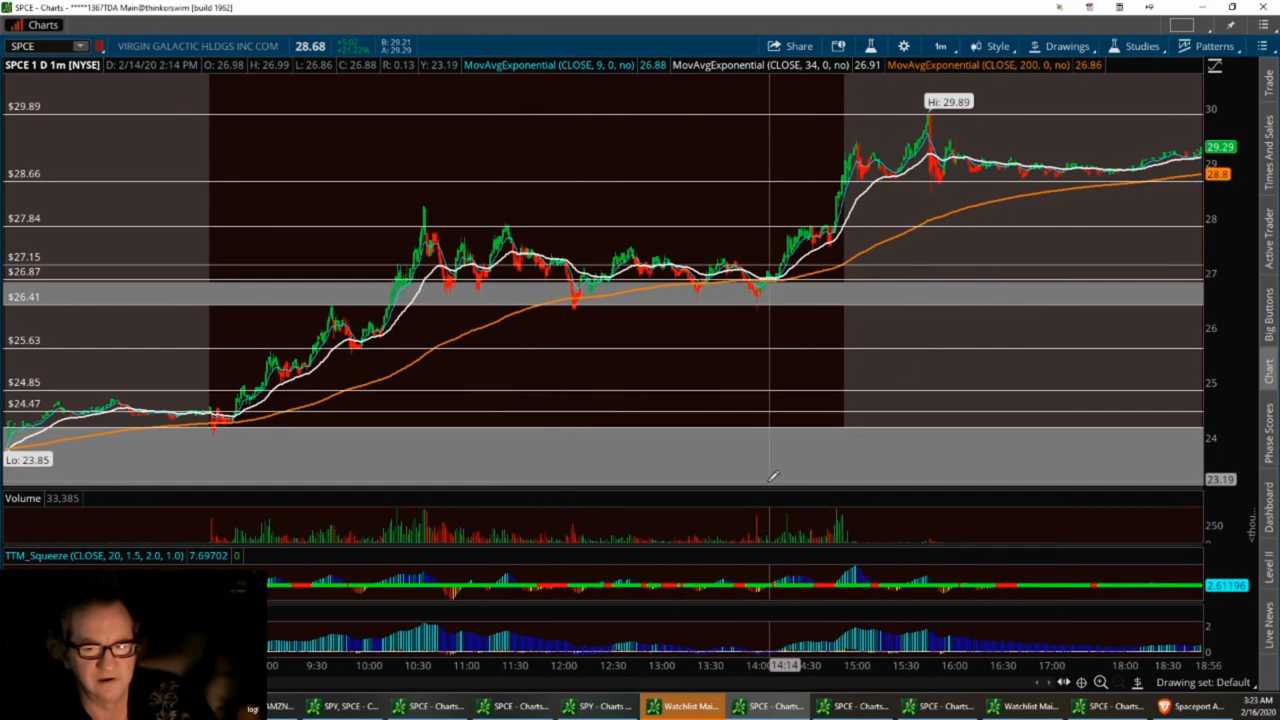 SPCE - Charts - *****1367TDA Main@thinkorswim [build 1962]
Charts
SPCE VIRGIN GALACTIC HLDGS INC COM 28.68 +5.02 +21.22% B: 29.21 A: 29.29 Share 1m Style Drawings Studies Patterns
SPCE 1 D 1m [NYSE] D: 2/14/20 2:14 PM O: 26.98 H: 26.99 L: 26.86 C: 26.88 R: 0.13 Y: 23.19 MovAvgExponential (CLOSE, 9, 0, no) 26.88 MovAvgExponential (CLOSE, 34, 0, no) 26.91 MovAvgExponential (CLOSE, 200, 0, no) 26.86
$29.89
$28.66
$27.84
$27.15
$26.87
$26.41
$25.63
$24.85
$24.47
Hi: 29.89
Lo: 23.85
30
29.29
29
28.8
28
27
26
25
24
23.19
Volume 33,385
250
<thou...
TTM_Squeeze (CLOSE, 20, 1.5, 2.0, 1.0) 7.69702 0
2.61196
2
0
:00 9:30 10:00 10:30 11:00 11:30 12:00 12:30 13:00 13:30 14:00 14:14 4:30 15:00 15:30 16:00 16:30 17:00 18:00 18:30 18:56
Drawing set: Default
Trade
Times And Sales
Active Trader
Big Buttons
Chart
Phase Scores
Dashboard
Level II
Live News
logi
AMZN... SPY, SPCE - C... SPCE - Charts... SPCE - Charts... SPY - Charts ... Watchlist Mai... SPCE - Charts... SPCE - Charts... SPCE - Charts... Watchlist Mai... SPCE - Charts... Spaceport A...
3:23 AM
2/16/2020